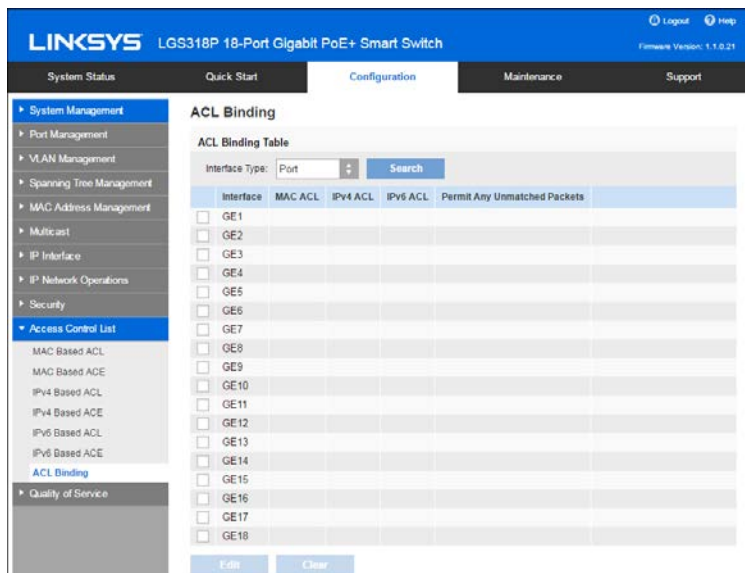 Logout Help
LINKSYS LGS318P 18-Port Gigabit PoE+ Smart Switch
Firmware Version: 1.1.0.21
System Status Quick Start Configuration Maintenance Support
System Management
Port Management
VLAN Management
Spanning Tree Management
MAC Address Management
Multicast
IP Interface
IP Network Operations
Security
Access Control List
MAC Based ACL
MAC Based ACE
IPv4 Based ACL
IPv4 Based ACE
IPv6 Based ACL
IPv6 Based ACE
ACL Binding
Quality of Service
ACL Binding
ACL Binding Table
Interface Type: Port Search
Interface MAC ACL IPv4 ACL IPv6 ACL Permit Any Unmatched Packets
GE1
GE2
GE3
GE4
GE5
GE6
GE7
GE8
GE9
GE10
GE11
GE12
GE13
GE14
GE15
GE16
GE17
GE18
Edit Clear